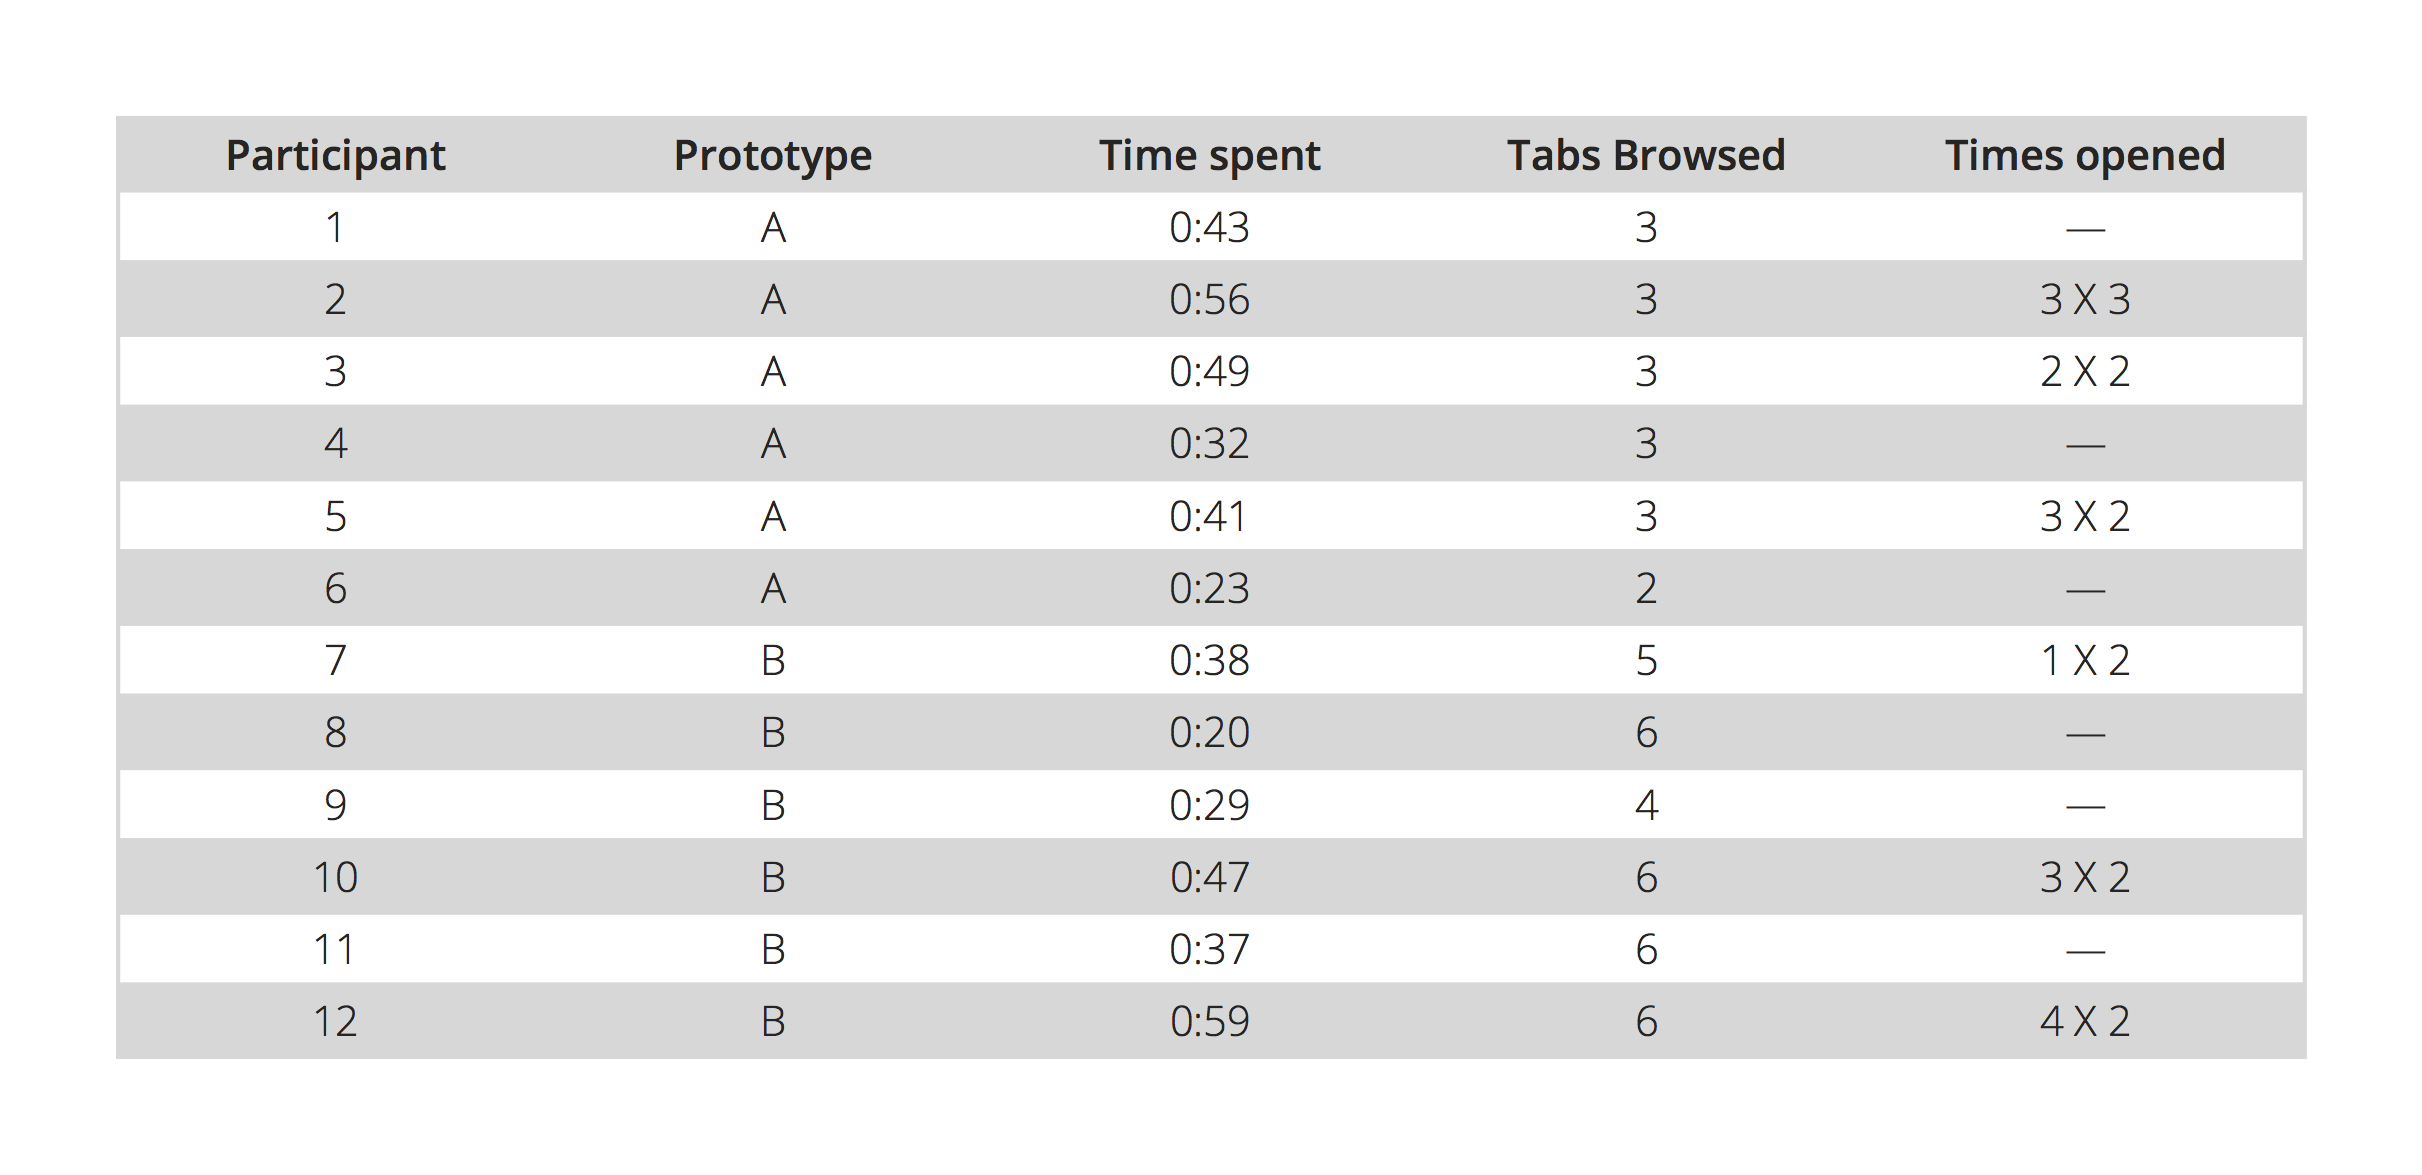 Participant Prototype Time spent Tabs Browsed Times opened
1 A 0:43 3 —
2 A 0:56 3 3 X 3
3 A 0:49 3 2 X 2
4 A 0:32 3 —
5 A 0:41 3 3 X 2
6 A 0:23 2 —
7 B 0:38 5 1 X 2
8 B 0:20 6 —
9 B 0:29 4 —
10 B 0:47 6 3 X 2
11 B 0:37 6 —
12 B 0:59 6 4 X 2